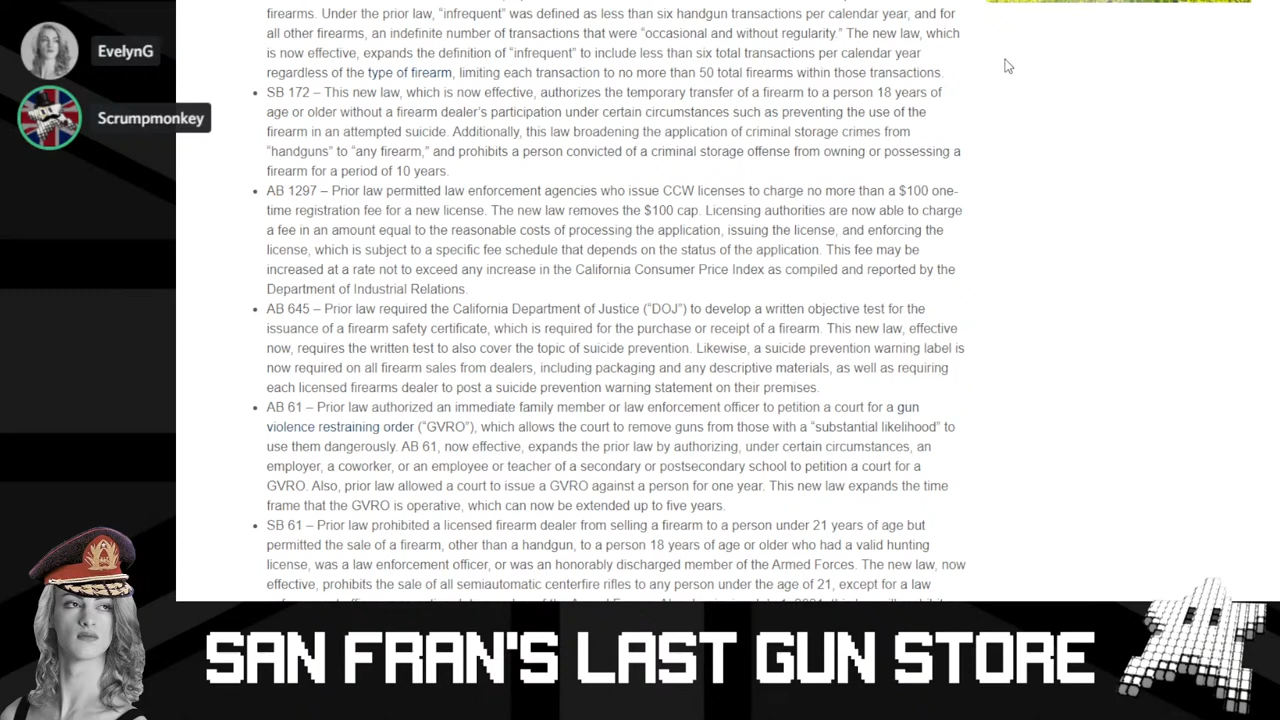 firearms. Under prior law, “infrequent” was defined as less than six handgun transactions per calendar year, and for
all other firearms, an indefinite number of transactions that were “occasional and without regularity.” The new law, which
is now effective, expands the definition of “infrequent” to include less than six total transactions per calendar year
regardless of the type of firearm, limiting each transaction to no more than 50 total firearms within those transactions.
EvelynG
Scrumpmonkey
• SB 172 – This new law, which is now effective, authorizes the temporary transfer of a firearm to a person 18 years of
age or older without a firearm dealer's participation under certain circumstances such as preventing the use of the
firearm in an attempted suicide. Additionally, this law broadening the application of criminal storage crimes from
“handguns” to “any firearm,” and prohibits a person convicted of a criminal storage offense from owning or possessing a
firearm for a period of 10 years.
• AB 1297 – Prior law permitted law enforcement agencies who issue CCW licenses to charge no more than a $100 one-
time registration fee for a new license. The new law removes the $100 cap. Licensing authorities are now able to charge
a fee in an amount equal to the reasonable costs of processing the application, issuing the license, and enforcing the
license, which is subject to a specific fee schedule that depends on the status of the application. This fee may be
increased at a rate not to exceed any increase in the California Consumer Price Index as compiled and reported by the
Department of Industrial Relations.
• AB 645 – Prior law required the California Department of Justice (“DOJ”) to develop a written objective test for the
issuance of a firearm safety certificate, which is required for the purchase or receipt of a firearm. This new law, effective
now, requires the written test to also cover the topic of suicide prevention. Likewise, a suicide prevention warning label is
now required on all firearm sales from dealers, including packaging and any descriptive materials, as well as requiring
each licensed firearms dealer to post a suicide prevention warning statement on their premises.
• AB 61 – Prior law authorized an immediate family member or law enforcement officer to petition a court for a gun
violence restraining order (“GVRO”), which allows the court to remove guns from those with a “substantial likelihood” to
use them dangerously. AB 61, now effective, expands the prior law by authorizing, under certain circumstances, an
employer, a coworker, or an employee or teacher of a secondary or postsecondary school to petition a court for a
GVRO. Also, prior law allowed a court to issue a GVRO against a person for one year. This new law expands the time
frame that the GVRO is operative, which can now be extended up to five years.
• SB 61 – Prior law prohibited a licensed firearm dealer from selling a firearm to a person under 21 years of age but
permitted the sale of a firearm, other than a handgun, to a person 18 years of age or older who had a valid hunting
license, was a law enforcement officer, or was an honorably discharged member of the Armed Forces. The new law, now
effective, prohibits the sale of all semiautomatic centerfire rifles to any person under the age of 21, except for a law
SAN FRAN'S LAST GUN STORE